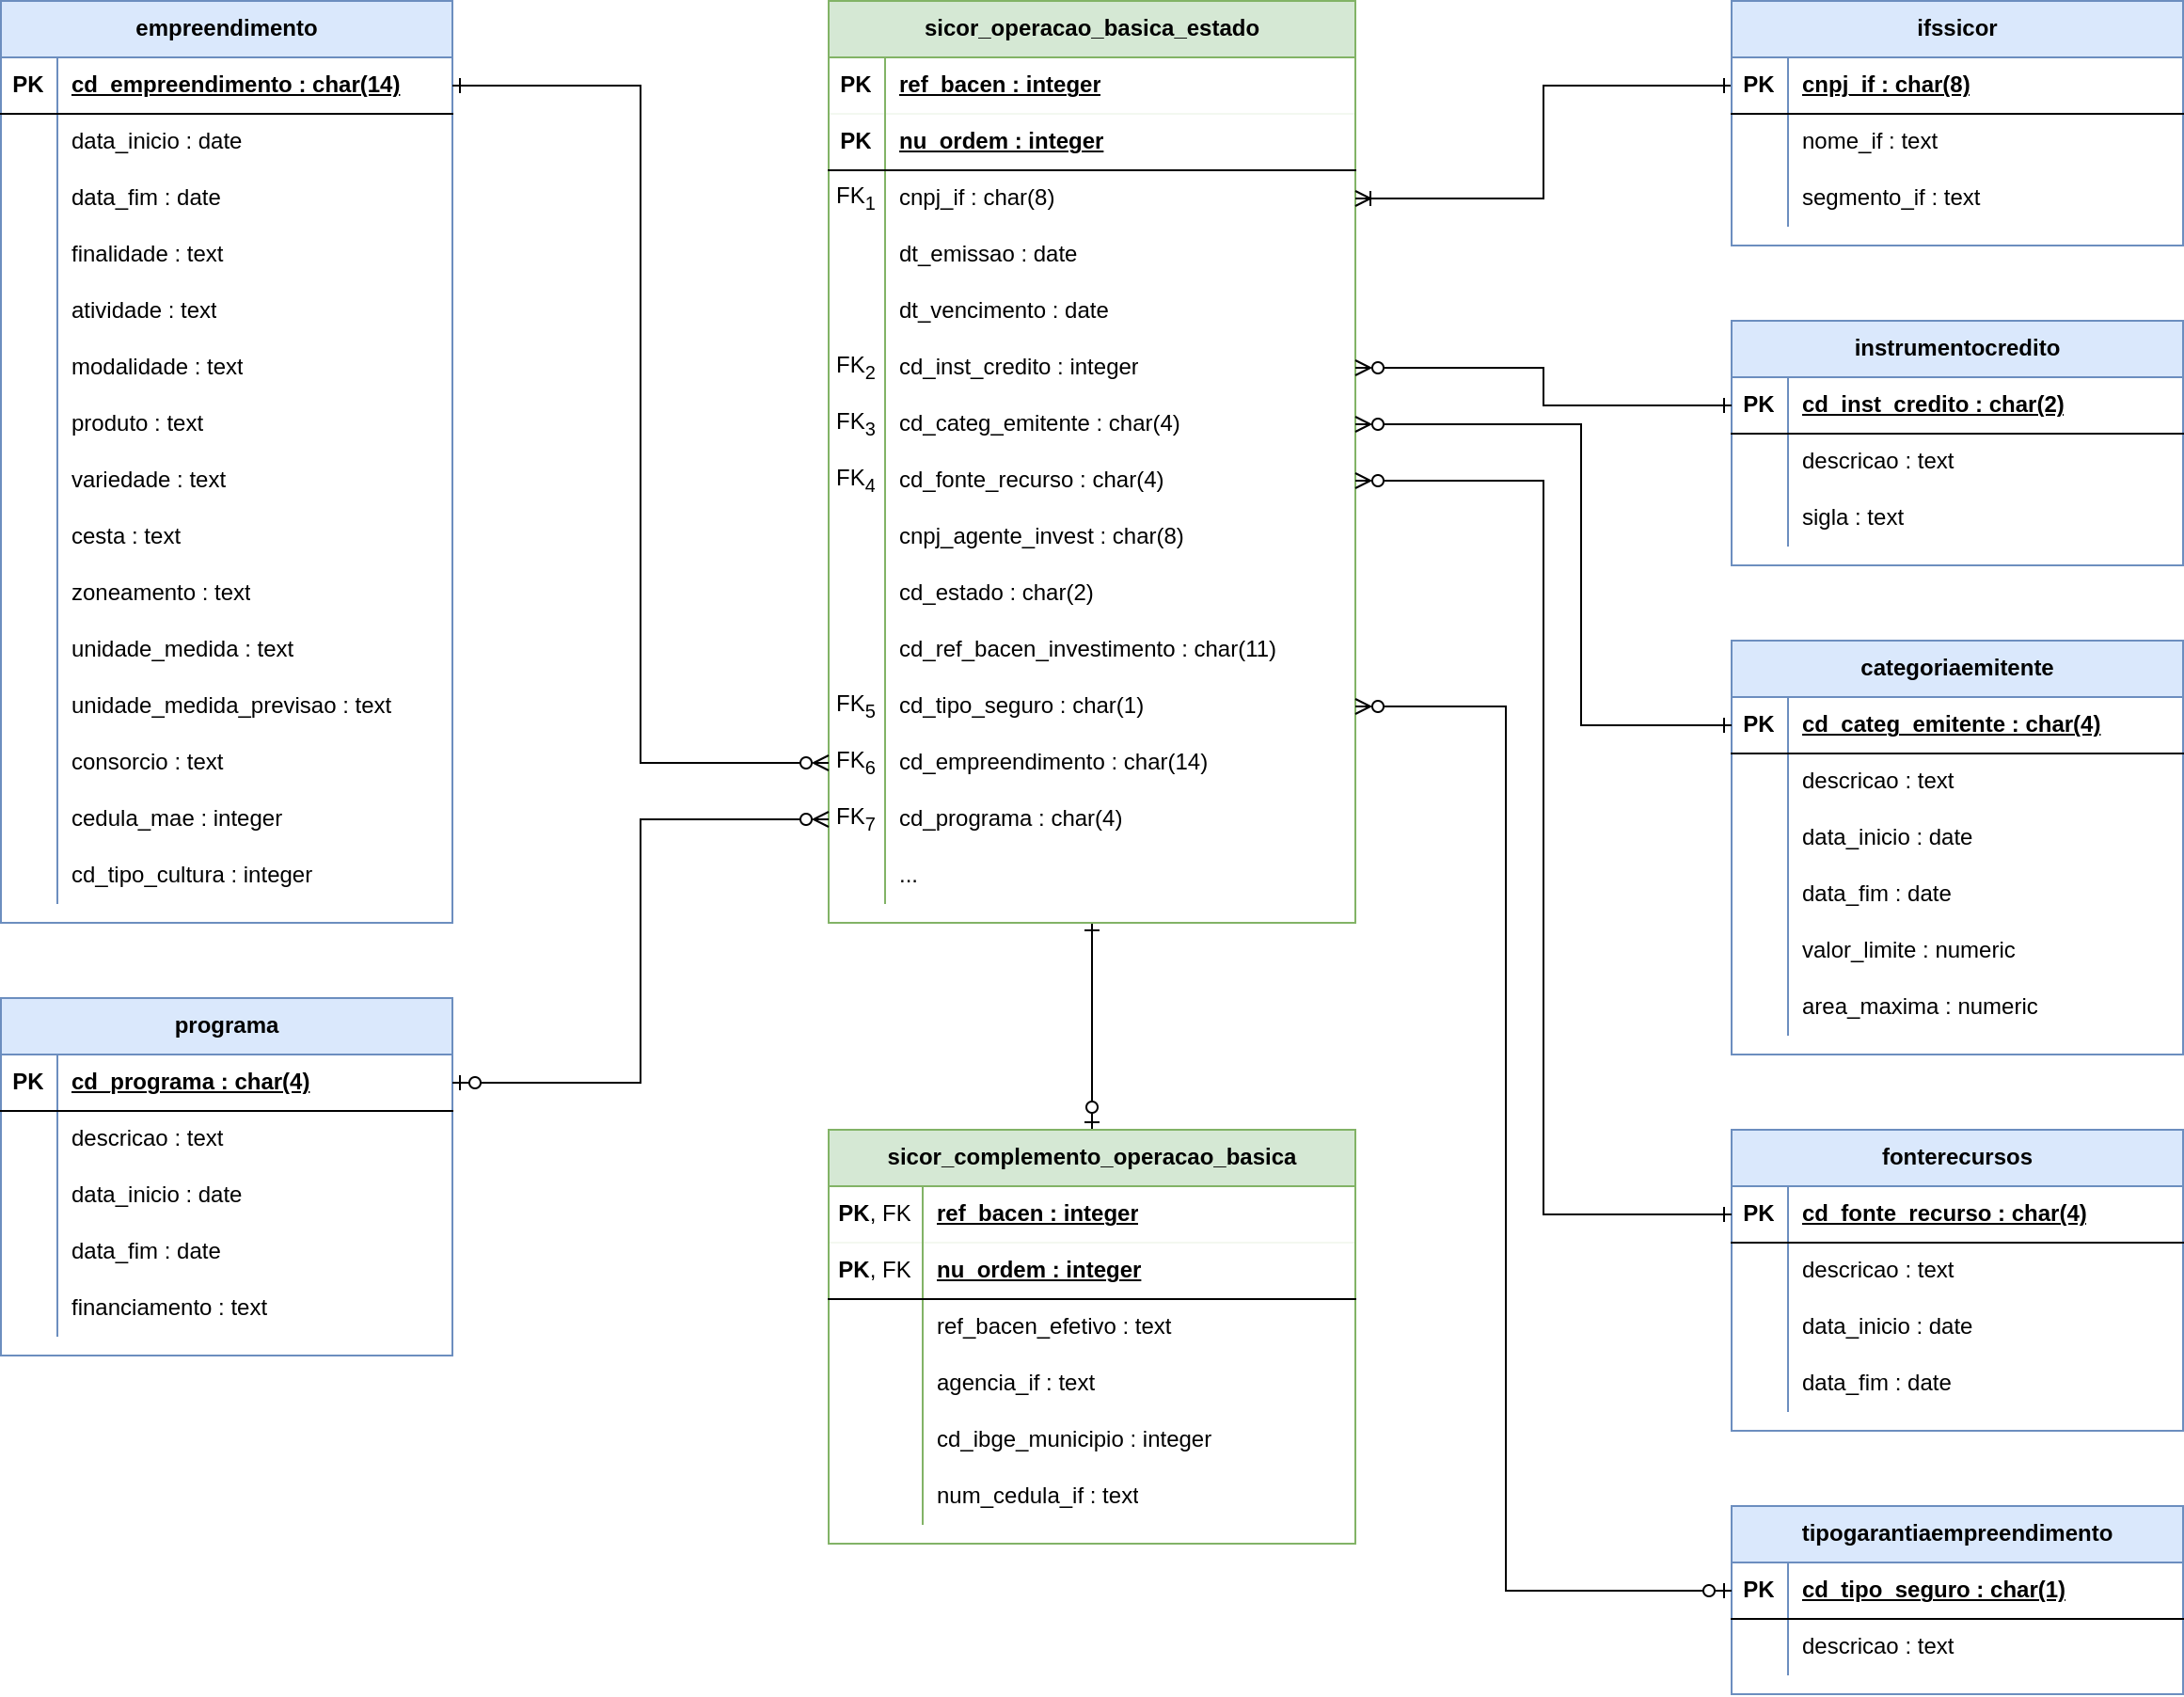 empreendimento
PK cd_empreendimento : char(14)
data_inicio : date
data_fim : date
finalidade : text
atividade : text
modalidade : text
produto : text
variedade : text
cesta : text
zoneamento : text
unidade_medida : text
unidade_medida_previsao : text
consorcio : text
cedula_mae : integer
cd_tipo_cultura : integer
programa
PK cd_programa : char(4)
descricao : text
data_inicio : date
data_fim : date
financiamento : text
sicor_operacao_basica_estado
PK ref_bacen : integer
PK nu_ordem : integer
FK1 cnpj_if : char(8)
dt_emissao : date
dt_vencimento : date
FK2 cd_inst_credito : integer
FK3 cd_categ_emitente : char(4)
FK4 cd_fonte_recurso : char(4)
cnpj_agente_invest : char(8)
cd_estado : char(2)
cd_ref_bacen_investimento : char(11)
FK5 cd_tipo_seguro : char(1)
FK6 cd_empreendimento : char(14)
FK7 cd_programa : char(4)
...
sicor_complemento_operacao_basica
PK, FK ref_bacen : integer
PK, FK nu_ordem : integer
ref_bacen_efetivo : text
agencia_if : text
cd_ibge_municipio : integer
num_cedula_if : text
ifssicor
PK cnpj_if : char(8)
nome_if : text
segmento_if : text
instrumentocredito
PK cd_inst_credito : char(2)
descricao : text
sigla : text
categoriaemitente
PK cd_categ_emitente : char(4)
descricao : text
data_inicio : date
data_fim : date
valor_limite : numeric
area_maxima : numeric
fonterecursos
PK cd_fonte_recurso : char(4)
descricao : text
data_inicio : date
data_fim : date
tipogarantiaempreendimento
PK cd_tipo_seguro : char(1)
descricao : text